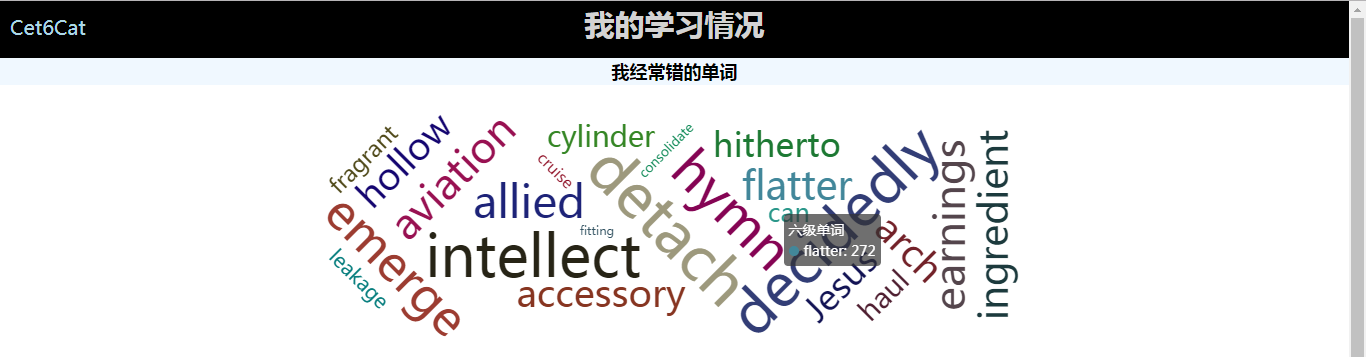 Cet6Cat
我的学习情况
我经常错的单词
fragrant
hollow
aviation
cylinder
cruise
consolidate
hitherto
detach
hymn
flatter
decidedly
earnings
ingredient
allied
can
emerge
intellect
fitting
六级单词
flatter: 272
arch
leakage
accessory
Jesus
haul